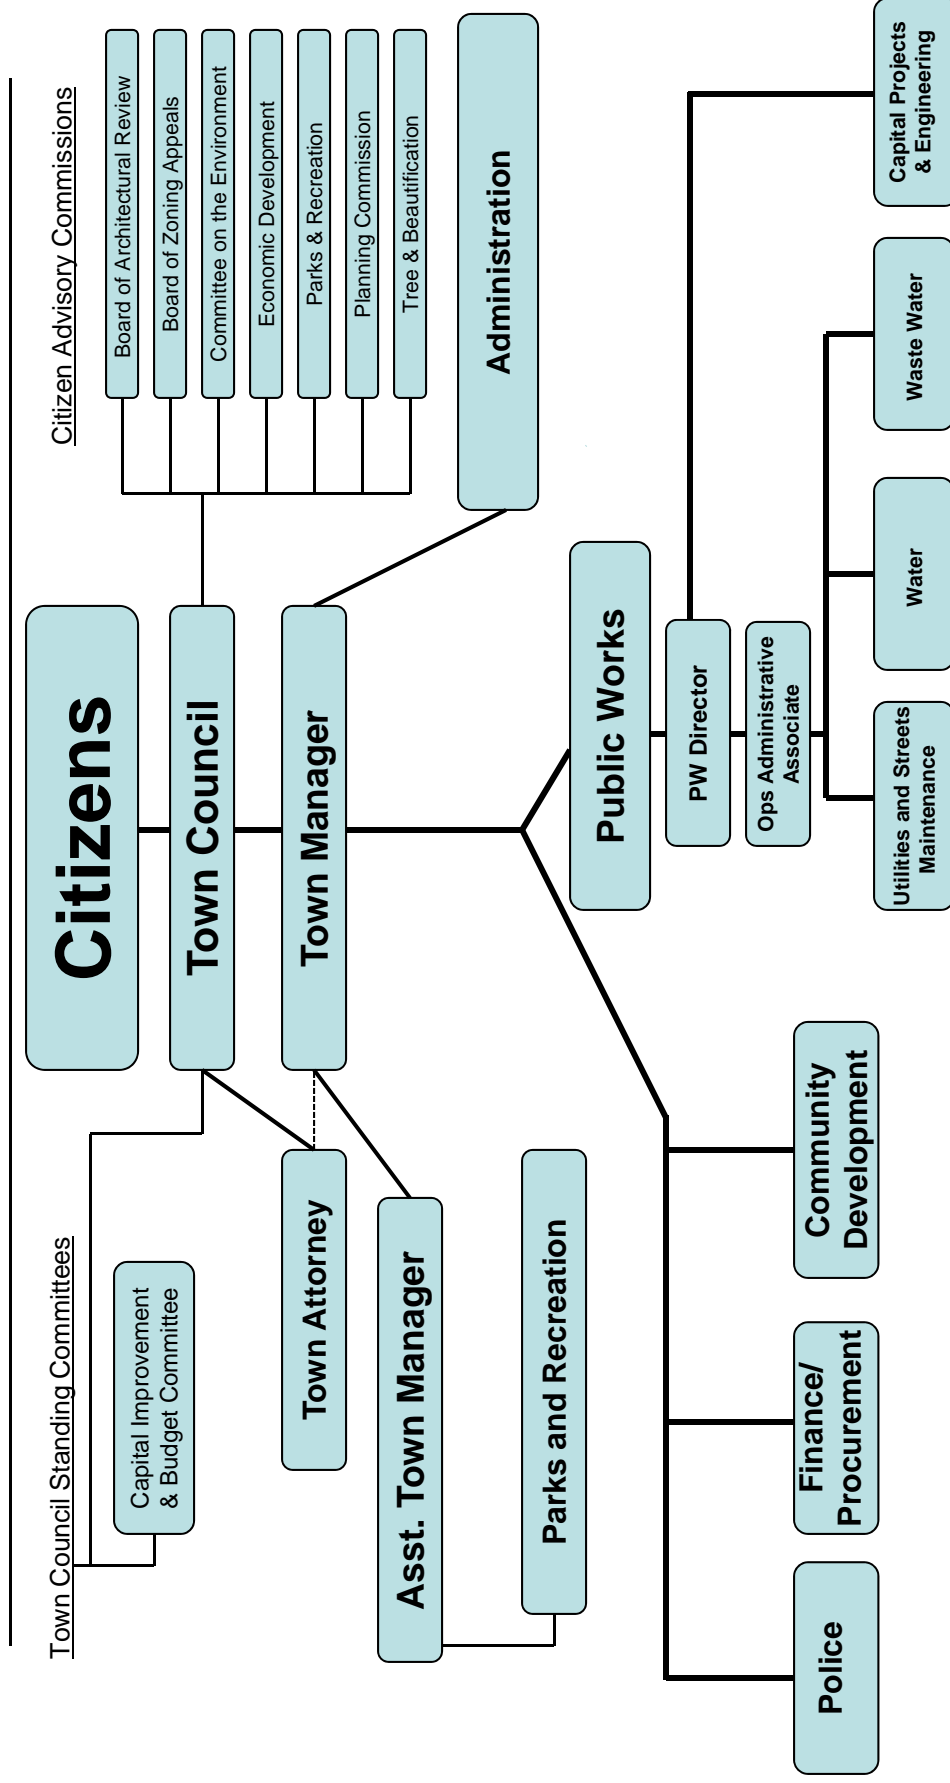 Town Council Standing Committees
Citizens
Citizen Advisory Commissions
Capital Improvement
& Budget Committee
Town Council
Board of Architectural Review
Board of Zoning Appeals
Committee on the Environment
Economic Development
Parks & Recreation
Planning Commission
Tree & Beautification
Town Attorney
Town Manager
Asst. Town Manager
Administration
Parks and Recreation
Public Works
PW Director
Ops Administrative
Associate
Police
Finance/
Procurement
Community
Development
Utilities and Streets
Maintenance
Water
Waste Water
Capital Projects
& Engineering